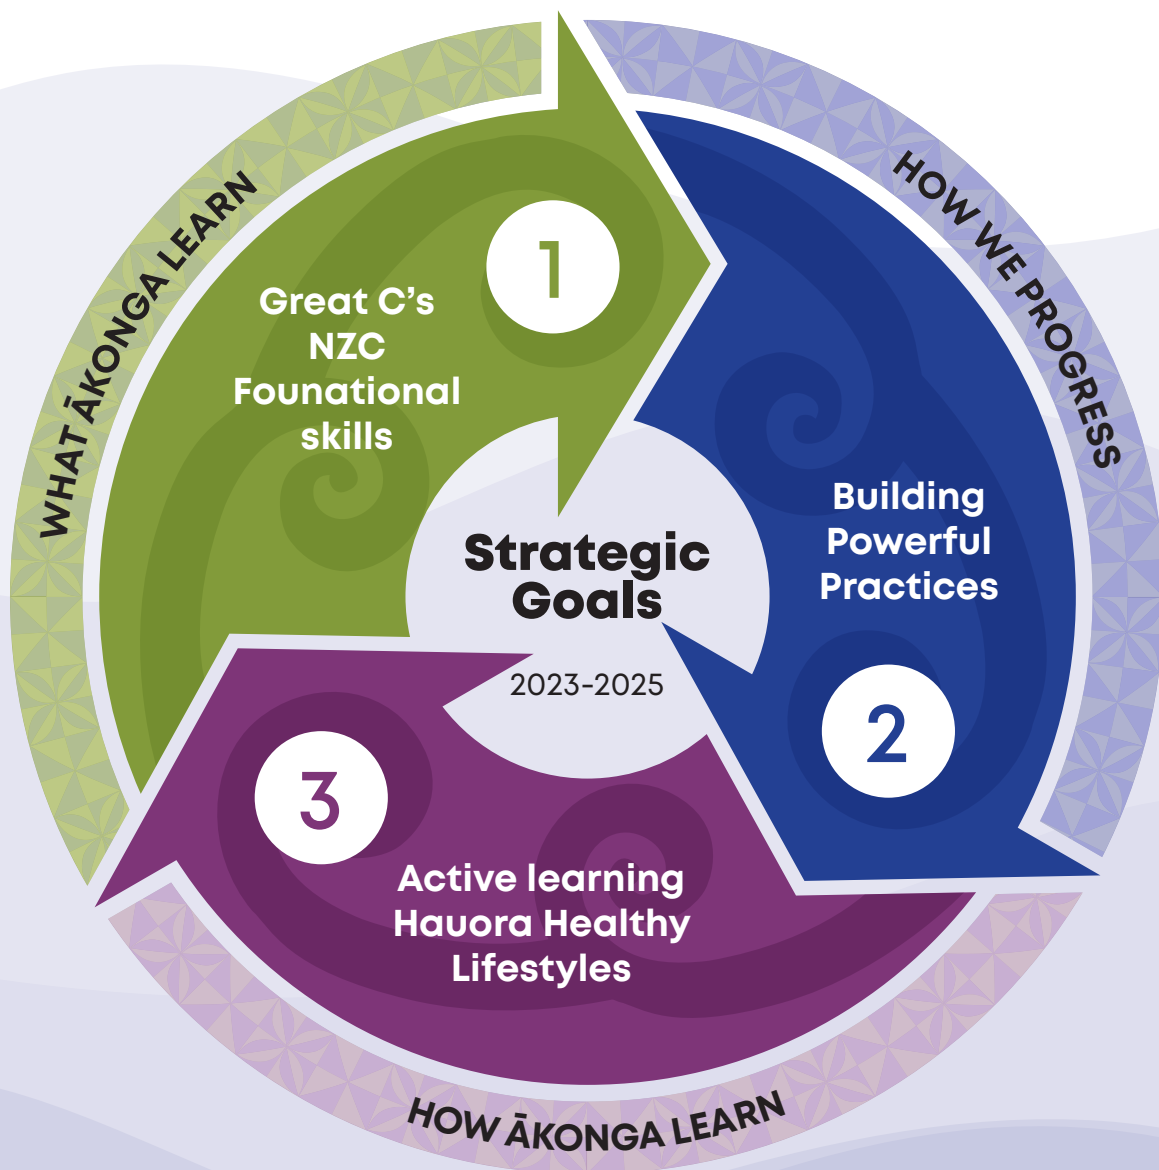 Strategic
Goals
2023-2025
WHAT ĀKONGA LEARN
1
Great C’s
NZC
Founational
skills
HOW WE PROGRESS
Building
Powerful
Practices
2
3
Active learning
Hauora Healthy
Lifestyles
HOW ĀKONGA LEARN